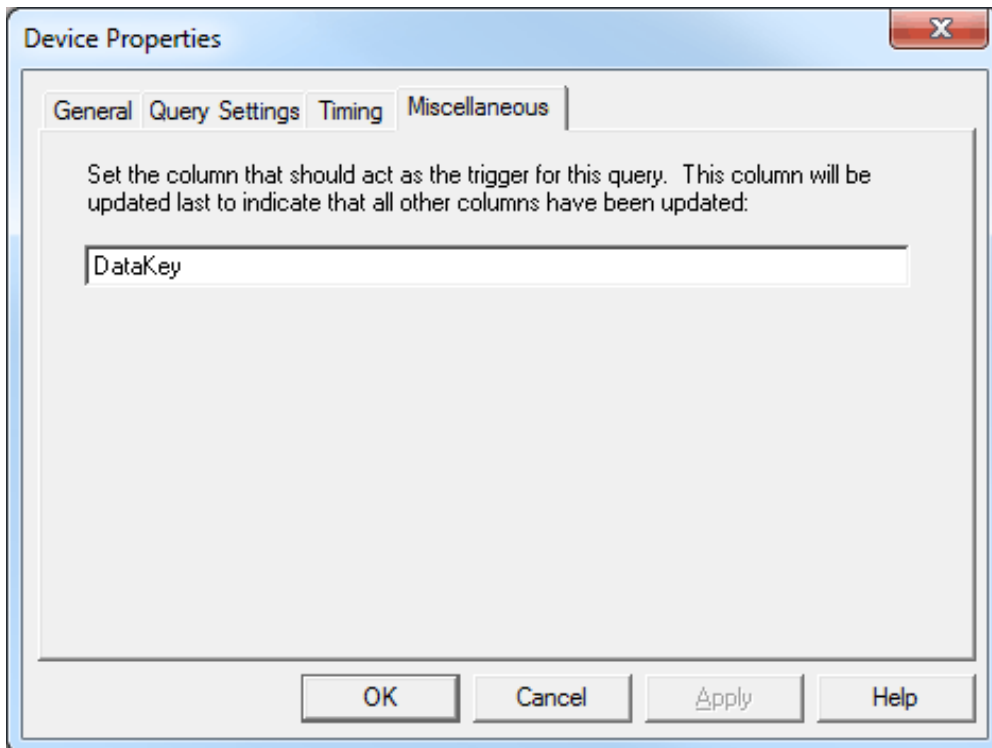 Device Properties
X
General Query Settings Timing Miscellaneous
Set the column that should act as the trigger for this query. This column will be
updated last to indicate that all other columns have been updated:
DataKey
OK Cancel Apply Help